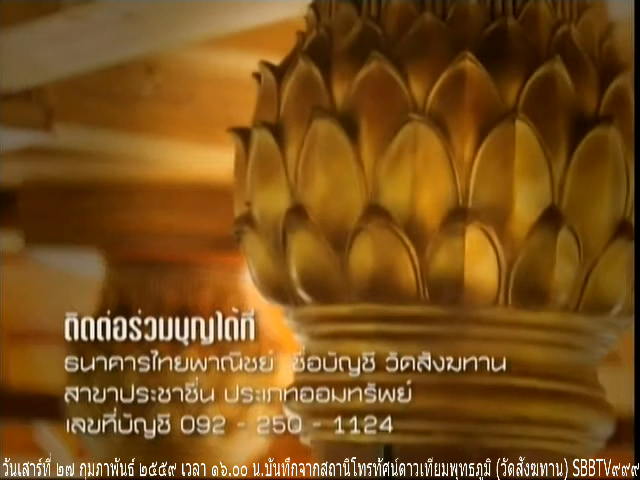 ติดต่อร่วมบุญได้ที่
ธนาคารไทยพาณิชย์ ชื่อบัญชี วัดสังฆทาน
สาขาประชาชื่น ประเภทออมทรัพย์
เลขที่บัญชี 092 - 250 - 1124
วันเสาร์ที่ ๒๗ กุมภาพันธ์ ๒๕๕๙ เวลา ๑๖.๐๐ น.บันทึกจากสถานีโทรทัศน์ดาวเทียมพุทธภูมิ (วัดสังฆทาน) SBBTV๙๙๙